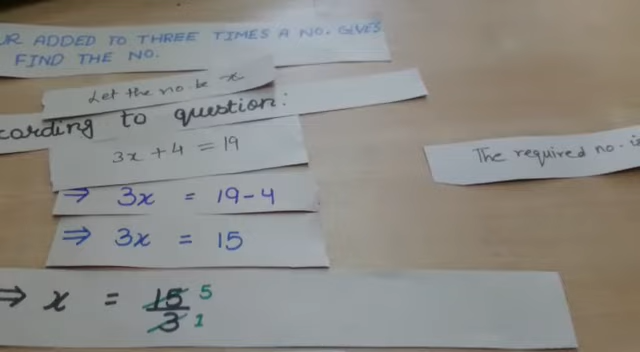 UR ADDED TO THREE TIMES A NO. GIVES
FIND THE NO.
Let the no. be x
cording to question:
3x + 4 = 19
⇒ 3x = 19-4
⇒ 3x = 15
⇒ x = 15/3 5 1
The required no. is